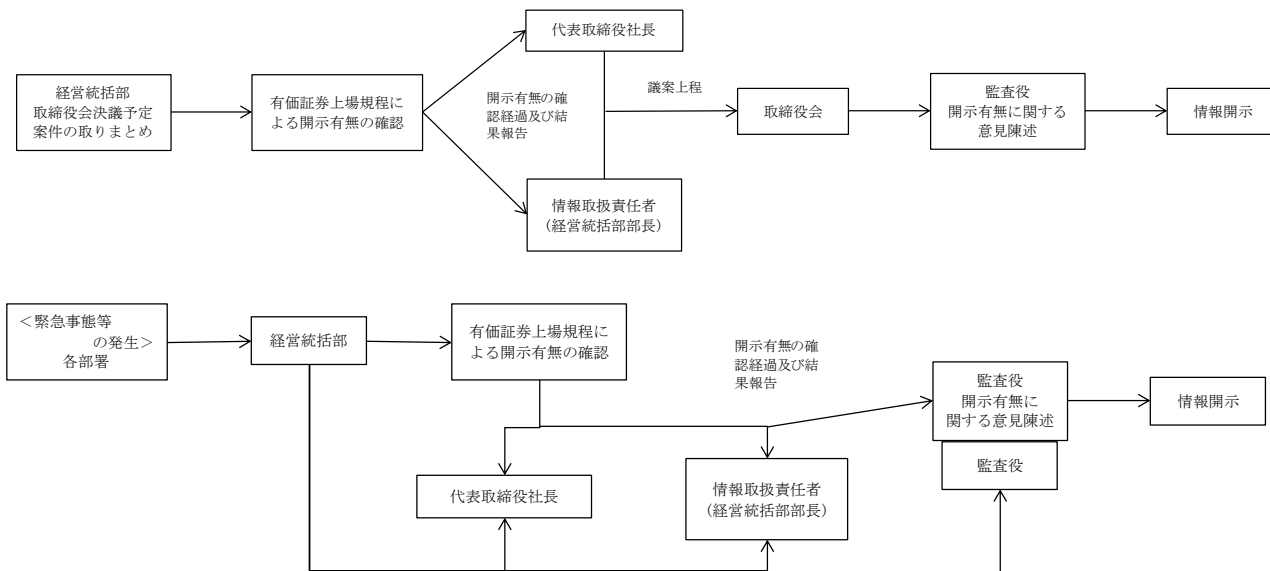 経営統括部
取締役会決議予定
案件の取りまとめ
有価証券上場規程に
よる開示有無の確認
代表取締役社長
開示有無の確
認経過及び結
果報告
情報取扱責任者
(経営統括部部長)
議案上程
取締役会
監査役
開示有無に関する
意見陳述
情報開示
<緊急事態等
の発生>
各部署
経営統括部
有価証券上場規程に
よる開示有無の確認
開示有無の確
認経過及び結
果報告
代表取締役社長
情報取扱責任者
(経営統括部部長)
監査役
開示有無に
関する意見陳述
監査役
情報開示